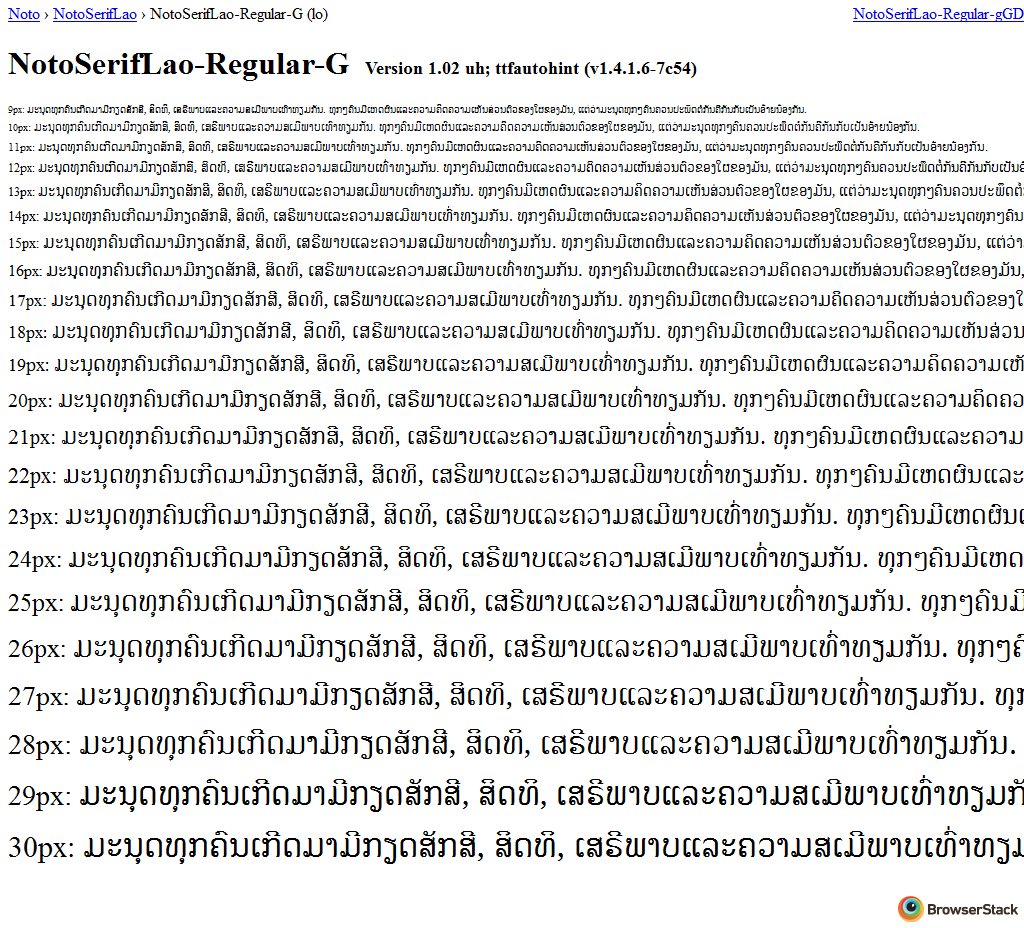 Noto › NotoSerifLao › NotoSerifLao-Regular-G (lo) NotoSerifLao-Regular-gGD
NotoSerifLao-Regular-G Version 1.02 uh; ttfautohint (v1.4.1.6-7c54)
9px: ມະນຸດທຸກຄົນເກີດມາມີກຽດສັກສີ, ສິດທິ, ເສຣີພາບແລະຄວາມສເມີພາບເທົ່າທຽມກັນ. ທຸກໆຄົນມີເຫດຜົນແລະຄວາມຄິດຄວາມເຫັນສ່ວນຕົວຂອງໃຜຂອງມັນ, ແຕ່ວ່າມະນຸດທຸກໆຄົນຄວນປະພຶດຕໍ່ກັນຄືກັນກັບເປັນອ້າຍນ້ອງກັນ.
10px: ມະນຸດທຸກຄົນເກີດມາມີກຽດສັກສີ, ສິດທິ, ເສຣີພາບແລະຄວາມສເມີພາບເທົ່າທຽມກັນ. ທຸກໆຄົນມີເຫດຜົນແລະຄວາມຄິດຄວາມເຫັນສ່ວນຕົວຂອງໃຜຂອງມັນ, ແຕ່ວ່າມະນຸດທຸກໆຄົນຄວນປະພຶດຕໍ່ກັນຄືກັນກັບເປັນອ້າຍນ້ອງກັນ.
11px: ມະນຸດທຸກຄົນເກີດມາມີກຽດສັກສີ, ສິດທິ, ເສຣີພາບແລະຄວາມສເມີພາບເທົ່າທຽມກັນ. ທຸກໆຄົນມີເຫດຜົນແລະຄວາມຄິດຄວາມເຫັນສ່ວນຕົວຂອງໃຜຂອງມັນ, ແຕ່ວ່າມະນຸດທຸກໆຄົນຄວນປະພຶດຕໍ່ກັນຄືກັນກັບເປັນອ້າຍນ້ອງກັນ.
12px: ມະນຸດທຸກຄົນເກີດມາມີກຽດສັກສີ, ສິດທິ, ເສຣີພາບແລະຄວາມສເມີພາບເທົ່າທຽມກັນ. ທຸກໆຄົນມີເຫດຜົນແລະຄວາມຄິດຄວາມເຫັນສ່ວນຕົວຂອງໃຜຂອງມັນ, ແຕ່ວ່າມະນຸດທຸກໆຄົນຄວນປະພຶດຕໍ່ກັນຄືກັນກັບເປັນ
13px: ມະນຸດທຸກຄົນເກີດມາມີກຽດສັກສີ, ສິດທິ, ເສຣີພາບແລະຄວາມສເມີພາບເທົ່າທຽມກັນ. ທຸກໆຄົນມີເຫດຜົນແລະຄວາມຄິດຄວາມເຫັນສ່ວນຕົວຂອງໃຜຂອງມັນ, ແຕ່ວ່າມະນຸດທຸກໆຄົນຄວນປະພຶດຕໍ່
14px: ມະນຸດທຸກຄົນເກີດມາມີກຽດສັກສີ, ສິດທິ, ເສຣີພາບແລະຄວາມສເມີພາບເທົ່າທຽມກັນ. ທຸກໆຄົນມີເຫດຜົນແລະຄວາມຄິດຄວາມເຫັນສ່ວນຕົວຂອງໃຜຂອງມັນ, ແຕ່ວ່າມະນຸດທຸກໆຄົນ
15px: ມະນຸດທຸກຄົນເກີດມາມີກຽດສັກສີ, ສິດທິ, ເສຣີພາບແລະຄວາມສເມີພາບເທົ່າທຽມກັນ. ທຸກໆຄົນມີເຫດຜົນແລະຄວາມຄິດຄວາມເຫັນສ່ວນຕົວຂອງໃຜຂອງມັນ, ແຕ່ວ່າ
16px: ມະນຸດທຸກຄົນເກີດມາມີກຽດສັກສີ, ສິດທິ, ເສຣີພາບແລະຄວາມສເມີພາບເທົ່າທຽມກັນ. ທຸກໆຄົນມີເຫດຜົນແລະຄວາມຄິດຄວາມເຫັນສ່ວນຕົວຂອງໃຜຂອງມັນ,
17px: ມະນຸດທຸກຄົນເກີດມາມີກຽດສັກສີ, ສິດທິ, ເສຣີພາບແລະຄວາມສເມີພາບເທົ່າທຽມກັນ. ທຸກໆຄົນມີເຫດຜົນແລະຄວາມຄິດຄວາມເຫັນສ່ວນຕົວຂອງໃ
18px: ມະນຸດທຸກຄົນເກີດມາມີກຽດສັກສີ, ສິດທິ, ເສຣີພາບແລະຄວາມສເມີພາບເທົ່າທຽມກັນ. ທຸກໆຄົນມີເຫດຜົນແລະຄວາມຄິດຄວາມເຫັນສ່ວນ
19px: ມະນຸດທຸກຄົນເກີດມາມີກຽດສັກສີ, ສິດທິ, ເສຣີພາບແລະຄວາມສເມີພາບເທົ່າທຽມກັນ. ທຸກໆຄົນມີເຫດຜົນແລະຄວາມຄິດຄວາມເຫັ
20px: ມະນຸດທຸກຄົນເກີດມາມີກຽດສັກສີ, ສິດທິ, ເສຣີພາບແລະຄວາມສເມີພາບເທົ່າທຽມກັນ. ທຸກໆຄົນມີເຫດຜົນແລະຄວາມຄິດຄວ
21px: ມະນຸດທຸກຄົນເກີດມາມີກຽດສັກສີ, ສິດທິ, ເສຣີພາບແລະຄວາມສເມີພາບເທົ່າທຽມກັນ. ທຸກໆຄົນມີເຫດຜົນແລະຄວາມ
22px: ມະນຸດທຸກຄົນເກີດມາມີກຽດສັກສີ, ສິດທິ, ເສຣີພາບແລະຄວາມສເມີພາບເທົ່າທຽມກັນ. ທຸກໆຄົນມີເຫດຜົນແລະ
23px: ມະນຸດທຸກຄົນເກີດມາມີກຽດສັກສີ, ສິດທິ, ເສຣີພາບແລະຄວາມສເມີພາບເທົ່າທຽມກັນ. ທຸກໆຄົນມີເຫດຜົນແ
24px: ມະນຸດທຸກຄົນເກີດມາມີກຽດສັກສີ, ສິດທິ, ເສຣີພາບແລະຄວາມສເມີພາບເທົ່າທຽມກັນ. ທຸກໆຄົນມີເຫດ
25px: ມະນຸດທຸກຄົນເກີດມາມີກຽດສັກສີ, ສິດທິ, ເສຣີພາບແລະຄວາມສເມີພາບເທົ່າທຽມກັນ. ທຸກໆຄົນມີ
26px: ມະນຸດທຸກຄົນເກີດມາມີກຽດສັກສີ, ສິດທິ, ເສຣີພາບແລະຄວາມສເມີພາບເທົ່າທຽມກັນ. ທຸກໆຄົ
27px: ມະນຸດທຸກຄົນເກີດມາມີກຽດສັກສີ, ສິດທິ, ເສຣີພາບແລະຄວາມສເມີພາບເທົ່າທຽມກັນ. ທຸກ
28px: ມະນຸດທຸກຄົນເກີດມາມີກຽດສັກສີ, ສິດທິ, ເສຣີພາບແລະຄວາມສເມີພາບເທົ່າທຽມກັນ.
29px: ມະນຸດທຸກຄົນເກີດມາມີກຽດສັກສີ, ສິດທິ, ເສຣີພາບແລະຄວາມສເມີພາບເທົ່າທຽມກັ
30px: ມະນຸດທຸກຄົນເກີດມາມີກຽດສັກສີ, ສິດທິ, ເສຣີພາບແລະຄວາມສເມີພາບເທົ່າທຽມ
BrowserStack